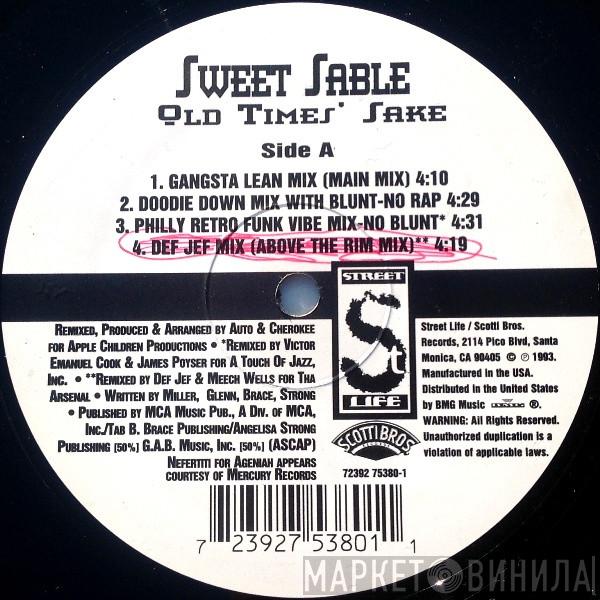 SWEET SABLE
OLD TIMES' SAKE
Side A
1. GANGSTA LEAN MIX (MAIN MIX) 4:10
2. DOODIE DOWN MIX WITH BLUNT-NO RAP 4:29
3. PHILLY RETRO FUNK VIBE MIX-NO BLUNT* 4:31
4. DEF JEF MIX (ABOVE THE RIM MIX)** 4:19
REMIXED, PRODUCED & ARRANGED BY AUTO & CHEROKEE
FOR APPLE CHILDREN PRODUCTIONS • *REMIXED BY VICTOR
EMANUEL COOK & JAMES POYSER FOR A TOUCH OF JAZZ,
INC. • **REMIXED BY DEF JEF & MEECH WELLS FOR THA
ARSENAL • WRITTEN BY MILLER, GLENN, BRACE, STRONG
• PUBLISHED BY MCA MUSIC PUB., A DIV. OF MCA,
INC./TAB B. BRACE PUBLISHING/ANGELISA STRONG
PUBLISHING [50%] G.A.B. MUSIC, INC. [50%] (ASCAP)
NEFERTITI FOR AGENIAH APPEARS
COURTESY OF MERCURY RECORDS
STREET
St
LIFE
SCOTTI BROS
RECORDS
72392 75380-1
Street Life / Scotti Bros.
Records, 2114 Pico Blvd, Santa
Monica, CA 90405 © ℗ 1993.
Manufactured in the USA.
Distributed in the United States
by BMG Music ®.
WARNING: All Rights Reserved.
Unauthorized duplication is a
violation of applicable laws.
7 23927 53801 1
МАРКЕТ ВИНИЛА